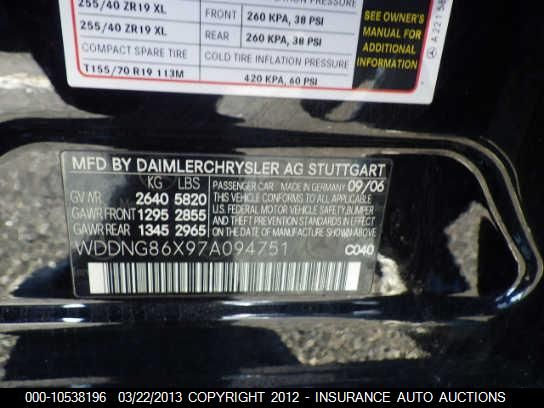 255/40 ZR19 XL FRONT 260 KPA, 38 PSI
255/40 ZR19 XL REAR 260 KPA, 38 PSI
COMPACT SPARE TIRE COLD TIRE INFLATION PRESSURE
T155/70 R19 113M 420 KPA, 60 PSI
SEE OWNER'S
MANUAL FOR
ADDITIONAL
INFORMATION
MFD BY DAIMLERCHRYSLER AG STUTTGART
KG LBS
GVWR 2640 5820
GAWR FRONT 1295 2855
GAWR REAR 1345 2965
PASSENGER CAR MADE IN GERMANY 09/06
THIS VEHICLE CONFORMS TO ALL APPLICABLE
U.S. FEDERAL MOTOR VEHICLE SAFETY, BUMPER
AND THEFT PREVENTION STANDARDS IN EFFECT
ON THE DATE OF MANUFACTURE SHOWN ABOVE.
WDDNG86X97A094751 C040
000-10538196 03/22/2013 COPYRIGHT 2012 - INSURANCE AUTO AUCTIONS